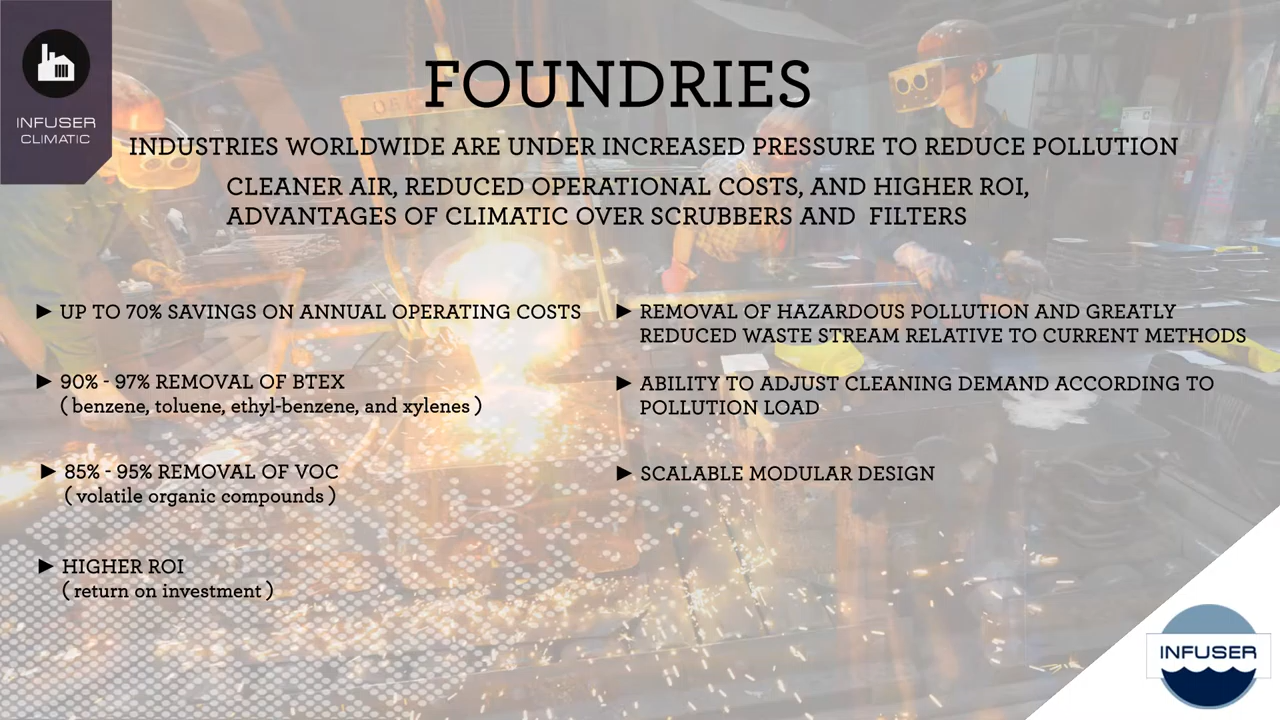 INFUSER
CLIMATIC
FOUNDRIES
INDUSTRIES WORLDWIDE ARE UNDER INCREASED PRESSURE TO REDUCE POLLUTION
CLEANER AIR, REDUCED OPERATIONAL COSTS, AND HIGHER ROI,
ADVANTAGES OF CLIMATIC OVER SCRUBBERS AND FILTERS
► UP TO 70% SAVINGS ON ANNUAL OPERATING COSTS
► 90% - 97% REMOVAL OF BTEX
( benzene, toluene, ethyl-benzene, and xylenes )
► 85% - 95% REMOVAL OF VOC
( volatile organic compounds )
► HIGHER ROI
( return on investment )
► REMOVAL OF HAZARDOUS POLLUTION AND GREATLY
REDUCED WASTE STREAM RELATIVE TO CURRENT METHODS
► ABILITY TO ADJUST CLEANING DEMAND ACCORDING TO
POLLUTION LOAD
► SCALABLE MODULAR DESIGN
INFUSER